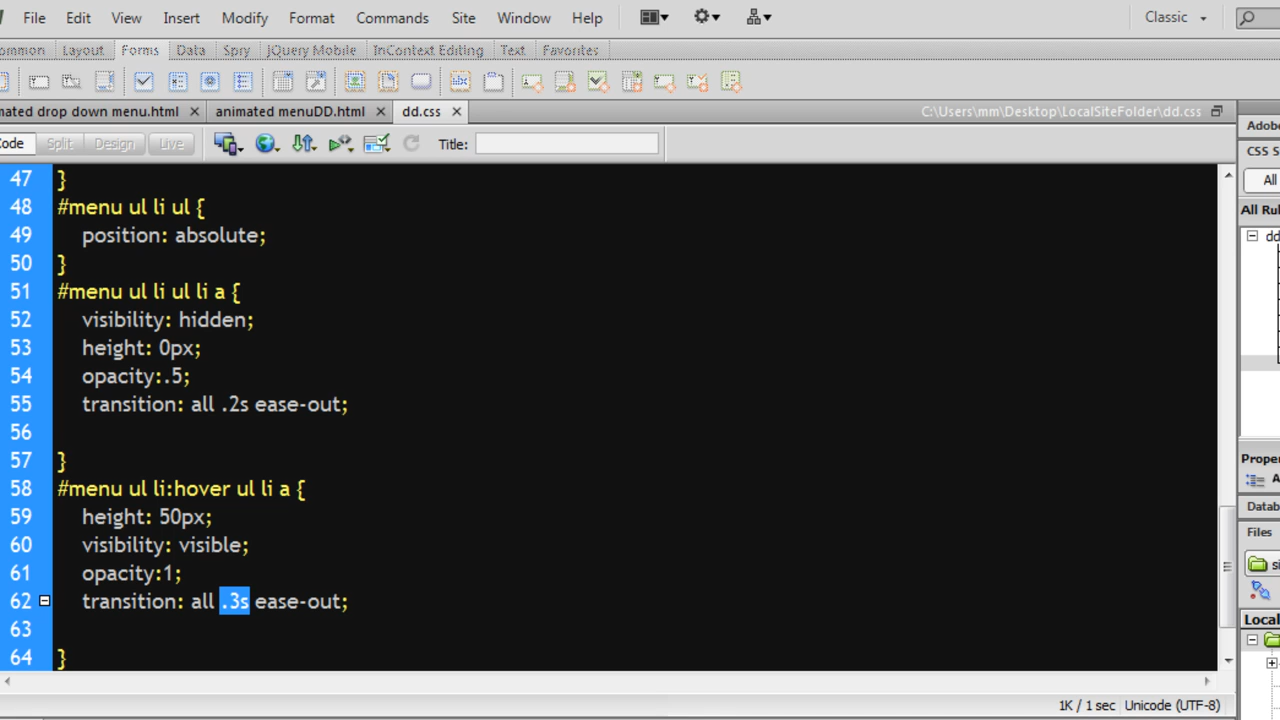 File Edit View Insert Modify Format Commands Site Window Help Classic
ommon Layout Forms Data Spry jQuery Mobile InContext Editing Text Favorites
mated drop down menu.html animated menuDD.html dd.css C:\Users\mm\Desktop\LocalSiteFolder\dd.css
Code Split Design Live Title:
Adobe
CSS S
All
All Rul
dd
47 }
48 #menu ul li ul {
49 position: absolute;
50 }
51 #menu ul li ul li a {
52 visibility: hidden;
53 height: 0px;
54 opacity:.5;
55 transition: all .2s ease-out;
56
57 }
58 #menu ul li:hover ul li a {
59 height: 50px;
60 visibility: visible;
61 opacity:1;
62 transition: all .3s ease-out;
63
64 }
Proper
A
Datab
Files
si
Local
1K / 1 sec Unicode (UTF-8)